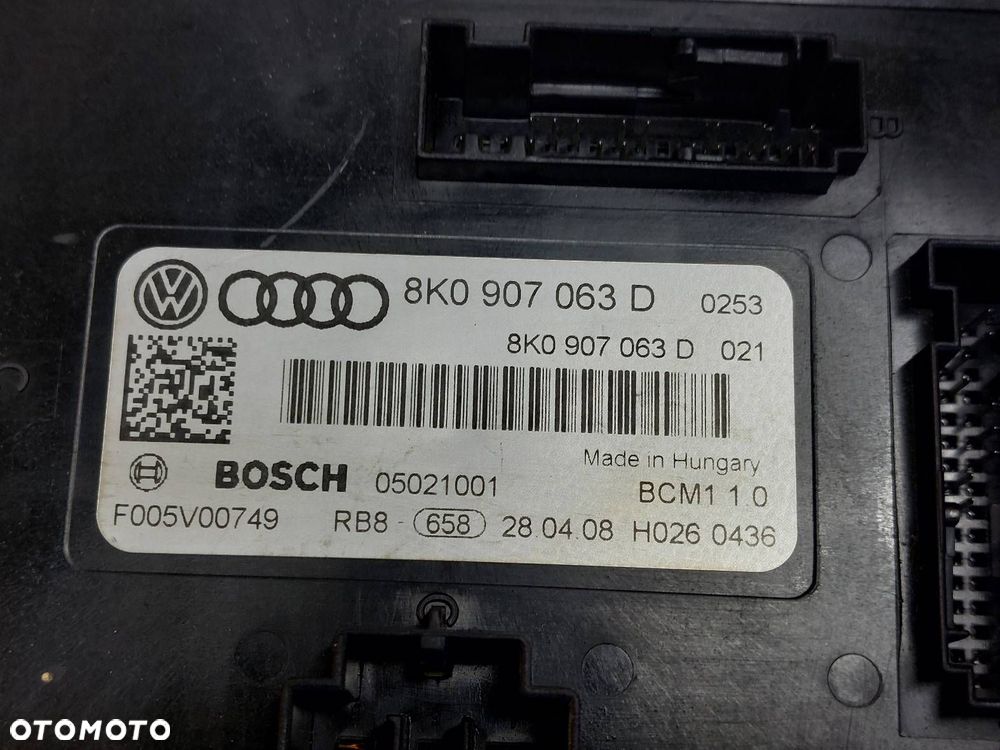 B
8K0 907 063 D 0253
8K0 907 063 D 021
Made in Hungary
BOSCH 05021001 BCM1 1.0
F005V00749 RB8 - 658 28.04.08 H026 0436
OTOMOTO